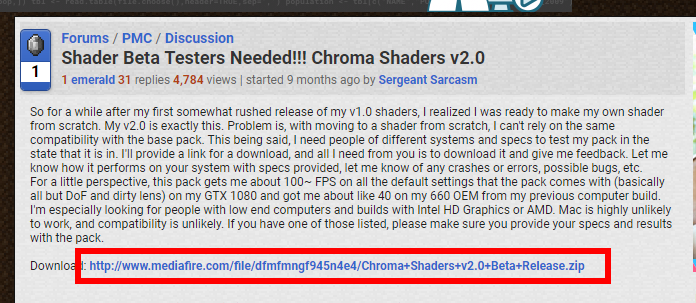 Forums / PMC / Discussion
Shader Beta Testers Needed!!! Chroma Shaders v2.0
1
1 emerald 31 replies 4,784 views | started 9 months ago by Sergeant Sarcasm
So for a while after my first somewhat rushed release of my v1.0 shaders, I realized I was ready to make my own shader
from scratch. My v2.0 is exactly this. Problem is, with moving to a shader from scratch, I can't rely on the same
compatibility with the base pack. This being said, I need people of different systems and specs to test my pack in the
state that it is in. I'll provide a link for a download, and all I need from you is to download it and give me feedback. Let me
know how it performs on your system with specs provided, let me know of any crashes or errors, possible bugs, etc.
For a little perspective, this pack gets me about 100~ FPS on all the default settings that the pack comes with (basically
all but DoF and dirty lens) on my GTX 1080 and got me about like 40 on my 660 OEM from my previous computer build.
I'm especially looking for people with low end computers and builds with Intel HD Graphics or AMD. Mac is highly unlikely
to work, and compatibility is unlikely. If you have one of those listed, please make sure you provide your specs and results
with the pack.
Download: http://www.mediafire.com/file/dfmfmngf945n4e4/Chroma+Shaders+v2.0+Beta+Release.zip